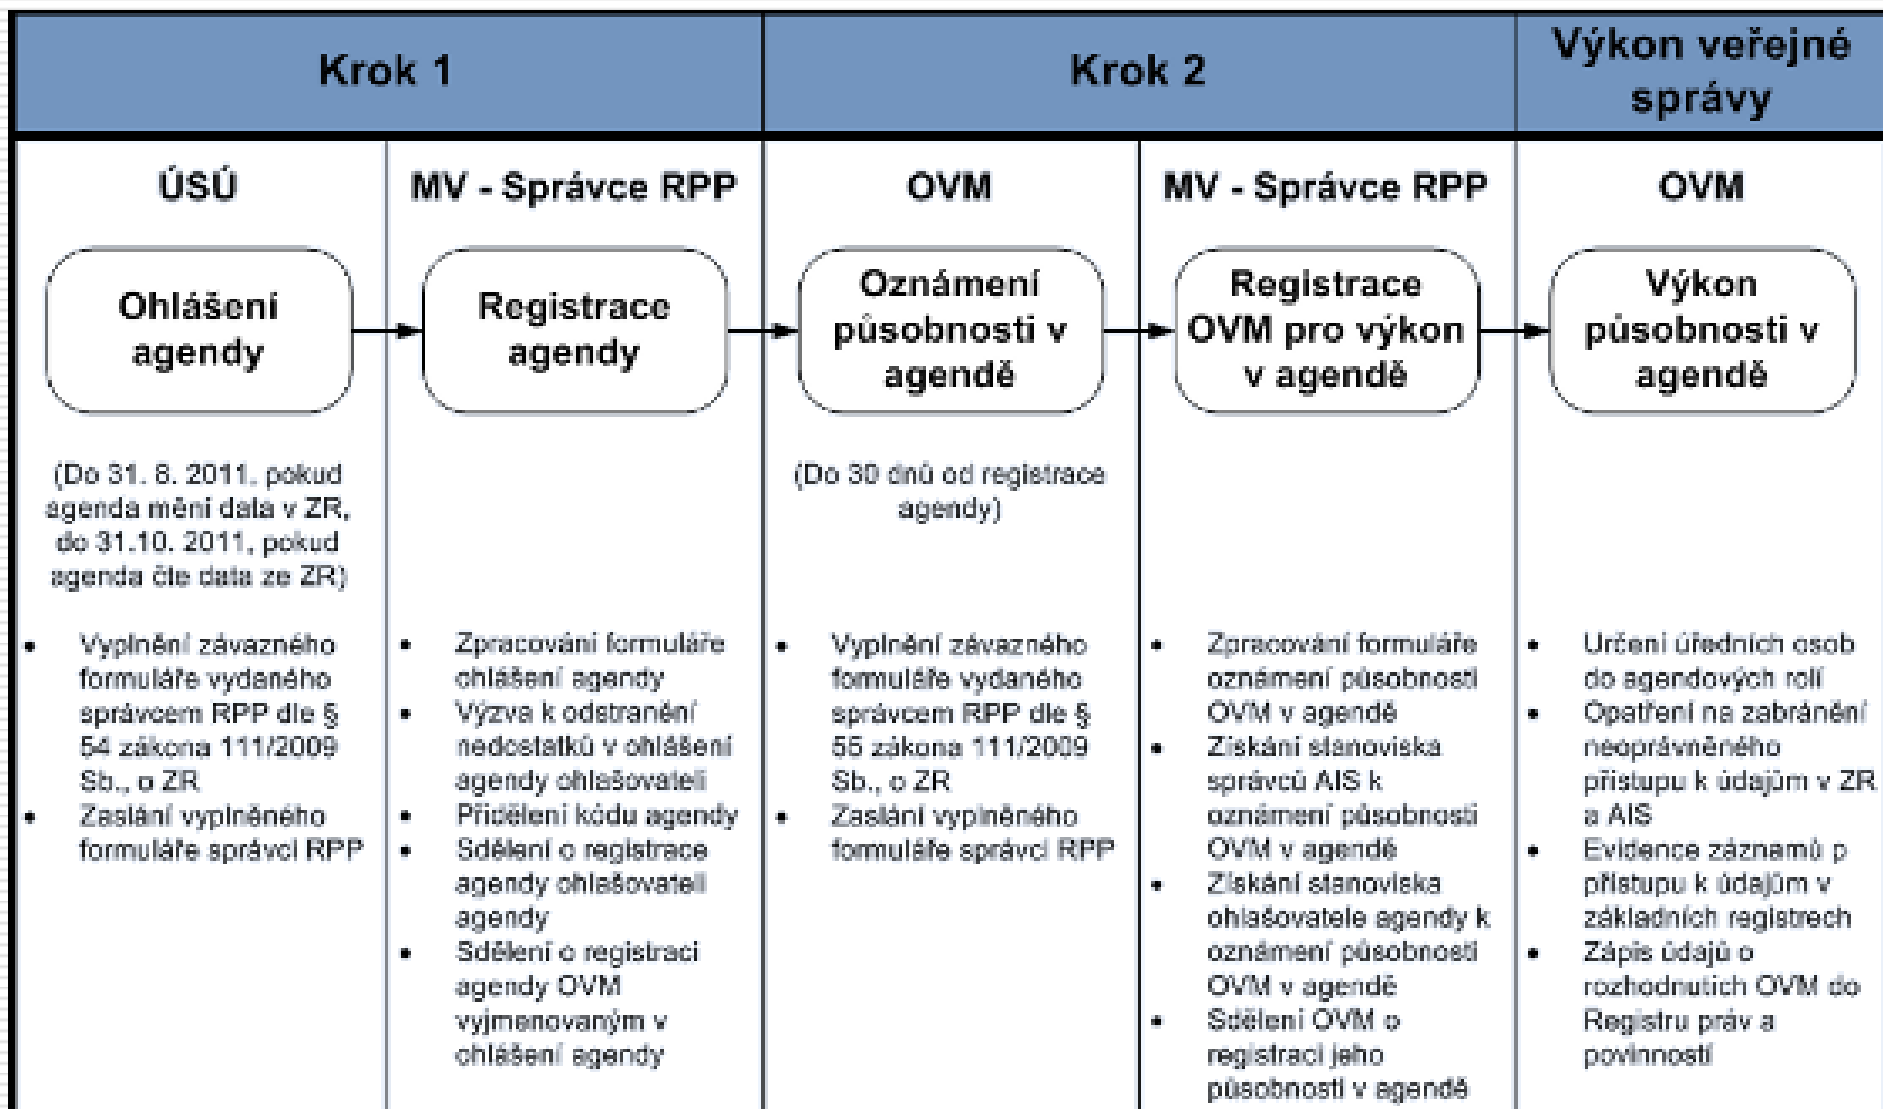 Krok 1
Krok 2
Výkon veřejné
správy
ÚSÚ
MV - Správce RPP
OVM
MV - Správce RPP
OVM
Ohlášení
agendy
Registrace
agendy
Oznámení
působnosti v
agendě
Registrace
OVM pro výkon
v agendě
Výkon
působnosti v
agendě
(Do 31. 8. 2011, pokud
agenda mění data v ZR,
do 31.10. 2011, pokud
agenda čte data ze ZR)
(Do 30 dnů od registrace
agendy)
• Vyplnění závazného
formuláře vydaného
správcem RPP dle §
54 zákona 111/2009
Sb., o ZR
• Zaslání vyplněného
formuláře správci RPP
• Zpracování formuláře
ohlášení agendy
• Výzva k odstranění
nedostatků v ohlášení
agendy ohlašovateli
• Přidělení kódu agendy
• Sdělení o registrace
agendy ohlašovateli
agendy
• Sdělení o registraci
agendy OVM
vyjmenovaným v
ohlášení agendy
• Vyplnění závazného
formuláře vydaného
správcem RPP dle §
55 zákona 111/2009
Sb., o ZR
• Zaslání vyplněného
formuláře správci RPP
• Zpracování formuláře
oznámení působnosti
OVM v agendě
• Získání stanoviska
správců AIS k
oznámení působnosti
OVM v agendě
• Získání stanoviska
ohlašovatele agendy k
oznámení působnosti
OVM v agendě
• Sdělení OVM o
registraci jeho
působnosti v agendě
• Určení úředních osob
do agendových rolí
• Opatření na zabránění
neoprávněného
přístupu k údajům v ZR
a AIS
• Evidence záznamů p
přístupu k údajům v
základních registrech
• Zápis údajů o
rozhodnutích OVM do
Registru práv a
povinností